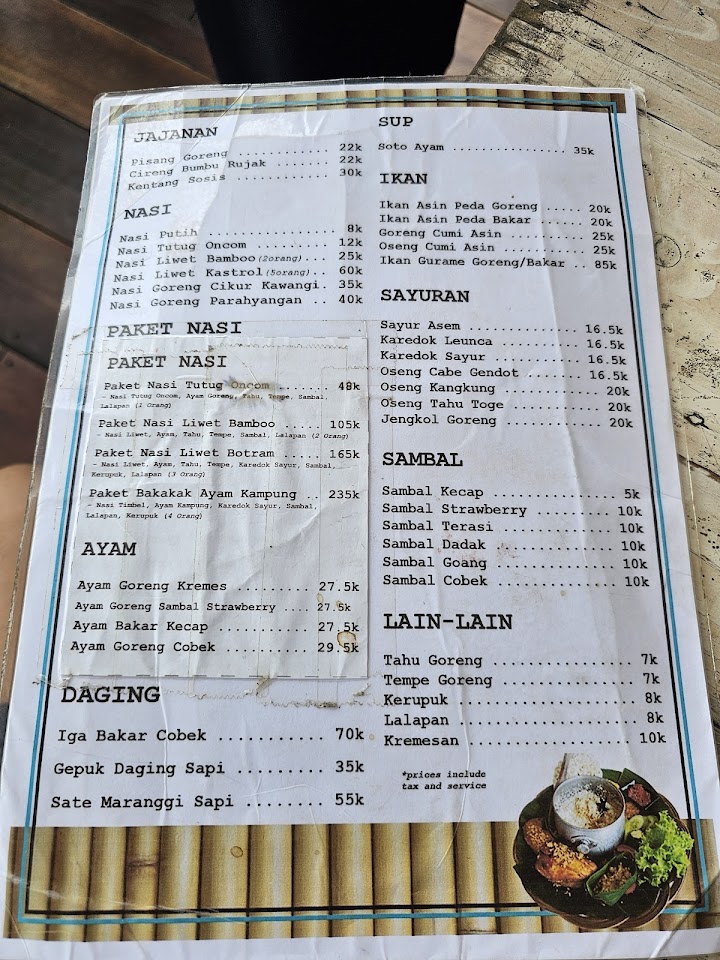 JAJANAN
Pisang Goreng ............... 22k
Cireng Bumbu Rujak ....... 22k
Kentang Sosis ............. 30k
NASI
Nasi Putih ................. 8k
Nasi Tutug Oncom .......... 12k
Nasi Liwet Bamboo (2orang)... 25k
Nasi Liwet Kastrol (5orang).. 60k
Nasi Goreng Cikur Kawangi. 35k
Nasi Goreng Parahyangan .. 40k
PAKET NASI
PAKET NASI
Paket Nasi Tutug Oncom ....... 48k
- Nasi Tutug Oncom, Ayam Goreng, Tahu, Tempe, Sambal,
Lalapan (1 Orang)
Paket Nasi Liwet Bamboo ..... 105k
- Nasi Liwet, Ayam, Tahu, Tempe, Sambal, Lalapan (2 Orang)
Paket Nasi Liwet Botram ..... 165k
- Nasi Liwet, Ayam, Tahu, Tempe, Karedok Sayur, Sambal,
Kerupuk, Lalapan (3 Orang)
Paket Bakakak Ayam Kampung .. 235k
- Nasi Timbel, Ayam Kampung, Karedok Sayur, Sambal,
Lalapan, Kerupuk (4 Orang)
AYAM
Ayam Goreng Kremes ......... 27.5k
Ayam Goreng Sambal Strawberry .... 27.5k
Ayam Bakar Kecap .......... 27.5k
Ayam Goreng Cobek ......... 29.5k
DAGING
Iga Bakar Cobek ........... 70k
Gepuk Daging Sapi ......... 35k
Sate Maranggi Sapi ........ 55k
SUP
Soto Ayam ................ 35k
IKAN
Ikan Asin Peda Goreng ..... 20k
Ikan Asin Peda Bakar ...... 20k
Goreng Cumi Asin .......... 25k
Oseng Cumi Asin ........... 25k
Ikan Gurame Goreng/Bakar .. 85k
SAYURAN
Sayur Asem .............. 16.5k
Karedok Leunca .......... 16.5k
Karedok Sayur ........... 16.5k
Oseng Cabe Gendot ....... 16.5k
Oseng Kangkung ............ 20k
Oseng Tahu Toge ........... 20k
Jengkol Goreng ............ 20k
SAMBAL
Sambal Kecap ............... 5k
Sambal Strawberry ......... 10k
Sambal Terasi ............. 10k
Sambal Dadak .............. 10k
Sambal Goang .............. 10k
Sambal Cobek .............. 10k
LAIN-LAIN
Tahu Goreng ................ 7k
Tempe Goreng ............... 7k
Kerupuk .................... 8k
Lalapan .................... 8k
Kremesan .................. 10k
*prices include
tax and service